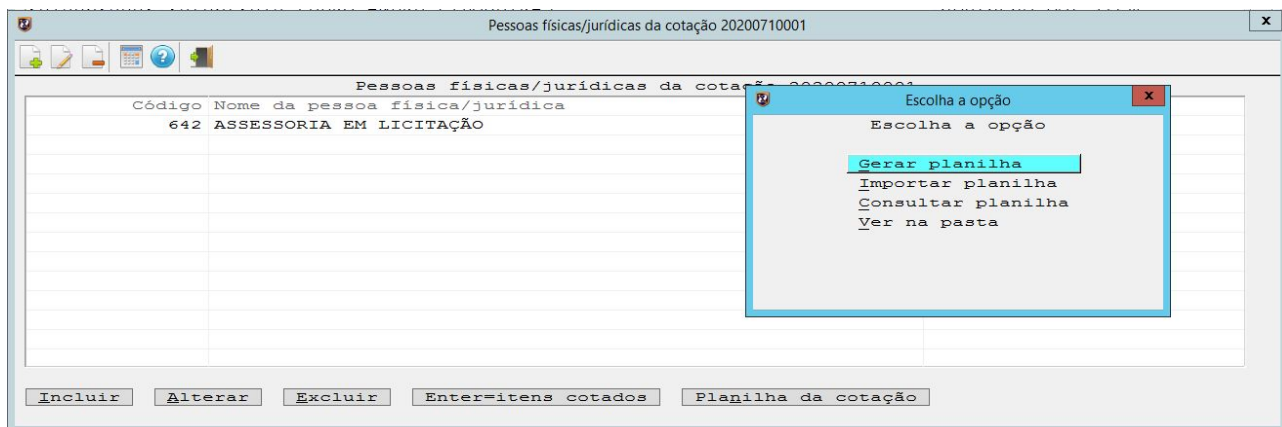 Pessoas físicas/jurídicas da cotação 20200710001
x
Pessoas físicas/jurídicas da cotação 20200710001
Código Nome da pessoa física/jurídica
642 ASSESSORIA EM LICITAÇÃO
Escolha a opção
x
Escolha a opção
Gerar planilha
Importar planilha
Consultar planilha
Ver na pasta
Incluir Alterar Excluir Enter=itens cotados Planilha da cotação